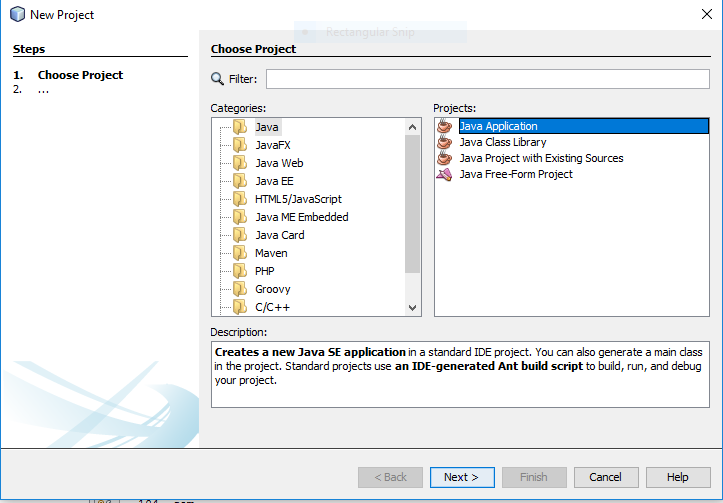 New Project
Rectangular Snip
Steps
1. Choose Project
2. ...
Choose Project
Filter:
Categories:
Java
JavaFX
Java Web
Java EE
HTML5/JavaScript
Java ME Embedded
Java Card
Maven
PHP
Groovy
C/C++
Projects:
Java Application
Java Class Library
Java Project with Existing Sources
Java Free-Form Project
Description:
Creates a new Java SE application in a standard IDE project. You can also generate a main class
in the project. Standard projects use an IDE-generated Ant build script to build, run, and debug
your project.
< Back
Next >
Finish
Cancel
Help